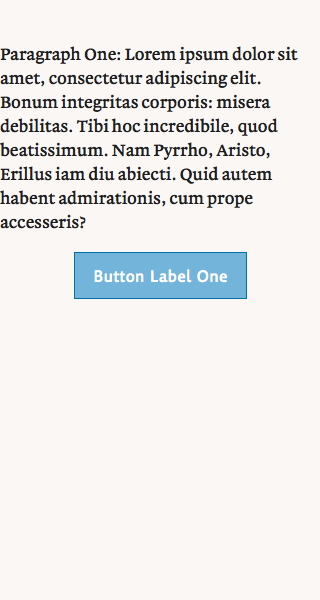 Paragraph One: Lorem ipsum dolor sit
amet, consectetur adipiscing elit.
Bonum integritas corporis: misera
debilitas. Tibi hoc incredibile, quod
beatissimum. Nam Pyrrho, Aristo,
Erillus iam diu abiecti. Quid autem
habent admirationis, cum prope
accesseris?
Button Label One